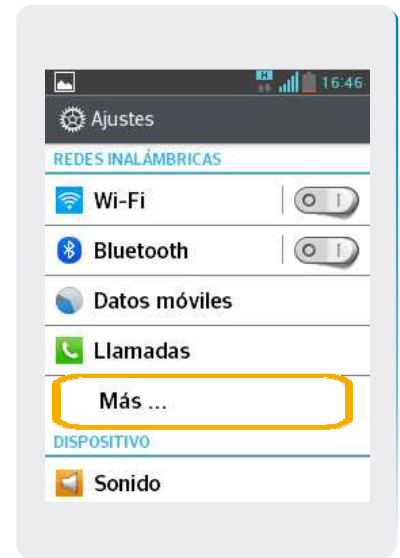 H
16:46
Ajustes
REDES INALÁMBRICAS
Wi-Fi
O I
Bluetooth
O I
Datos móviles
Llamadas
Más ...
DISPOSITIVO
Sonido